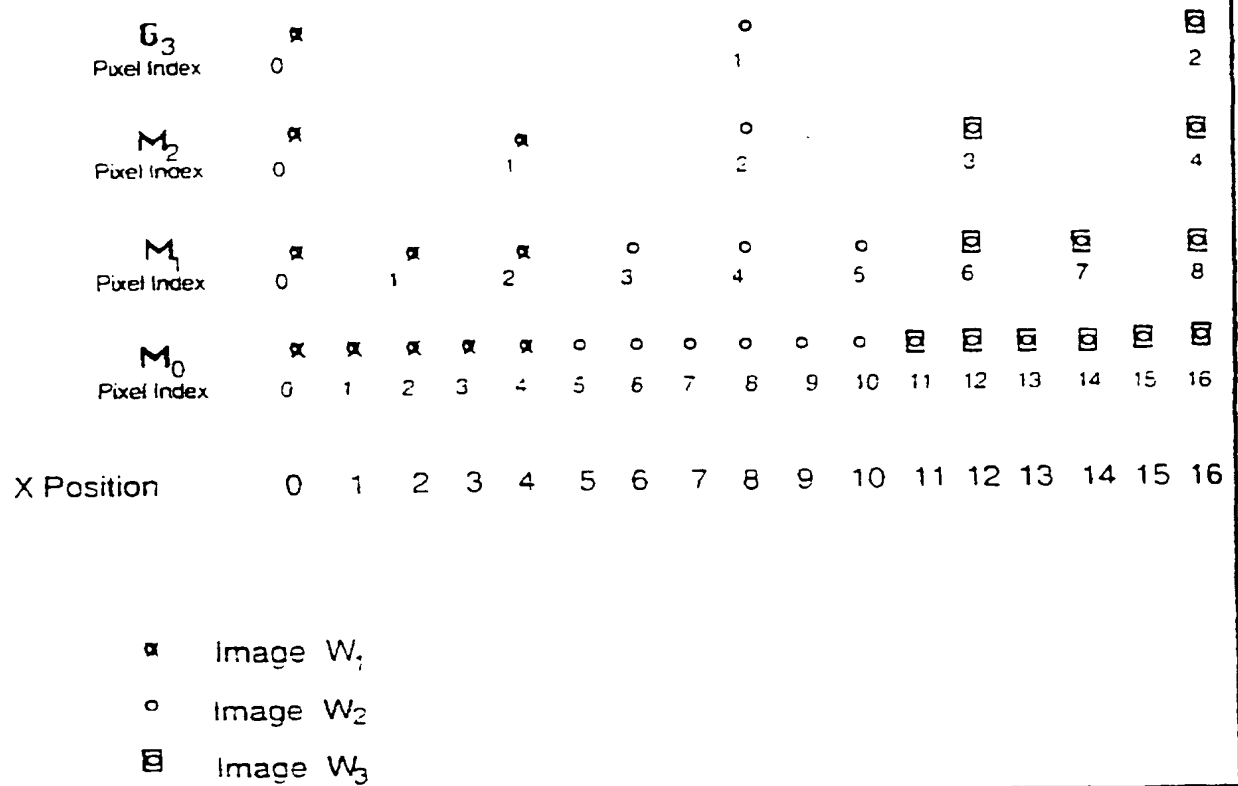 G3
Pixel Index 0 1 2
M2
Pixel Index 0 1 2 3 4
M1
Pixel Index 0 1 2 3 4 5 6 7 8
M0
Pixel Index 0 1 2 3 4 5 6 7 8 9 10 11 12 13 14 15 16
X Position 0 1 2 3 4 5 6 7 8 9 10 11 12 13 14 15 16
Image W1
Image W2
Image W3